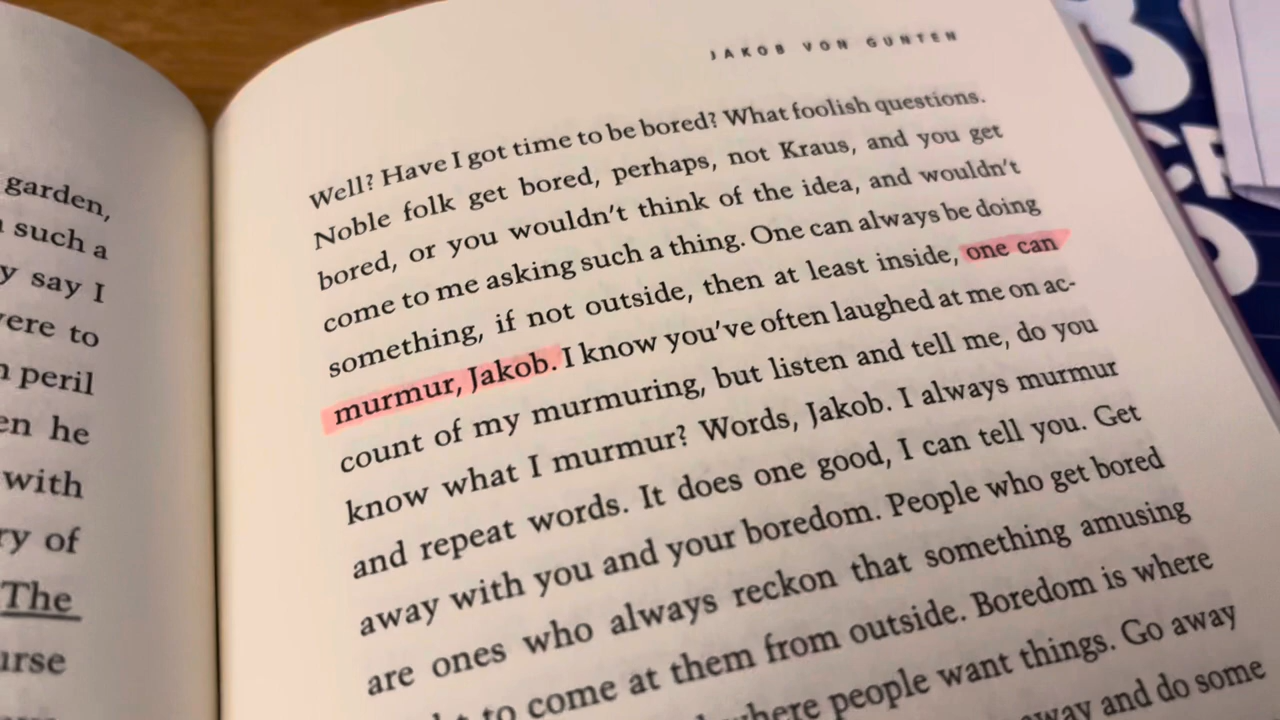 garden,
such a
say I
ere to
peril
en he
with
ry of
The
urse
JAKOB VON GUNTEN
Well? Have I got time to be bored? What foolish questions.
Noble folk get bored, perhaps, not Kraus, and you get
bored, or you wouldn't think of the idea, and wouldn't
come to me asking such a thing. One can always be doing
something, if not outside, then at least inside, one can
murmur, Jakob. I know you've often laughed at me on ac-
count of my murmuring, but listen and tell me, do you
know what I murmur? Words, Jakob. I always murmur
and repeat words. It does one good, I can tell you. Get
away with you and your boredom. People who get bored
are ones who always reckon that something amusing
to come at them from outside. Boredom is where
where people want things. Go away
away and do some